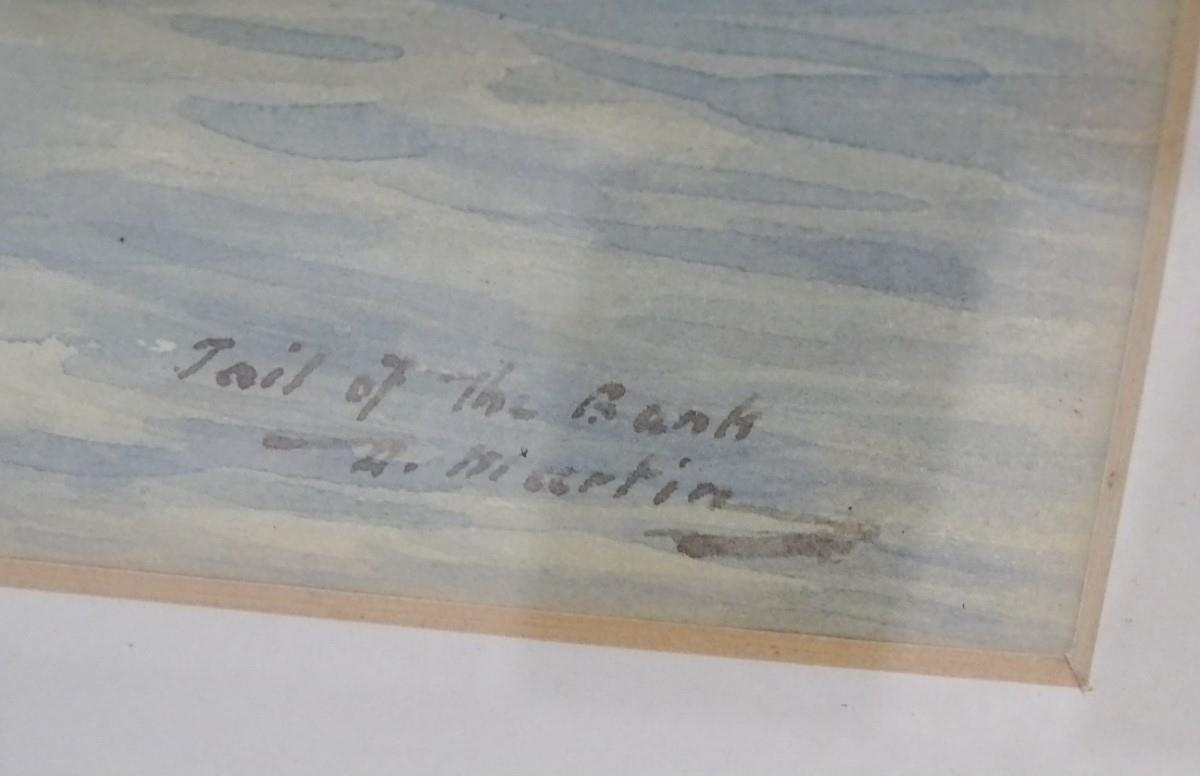 Tail of the Bank
Martin